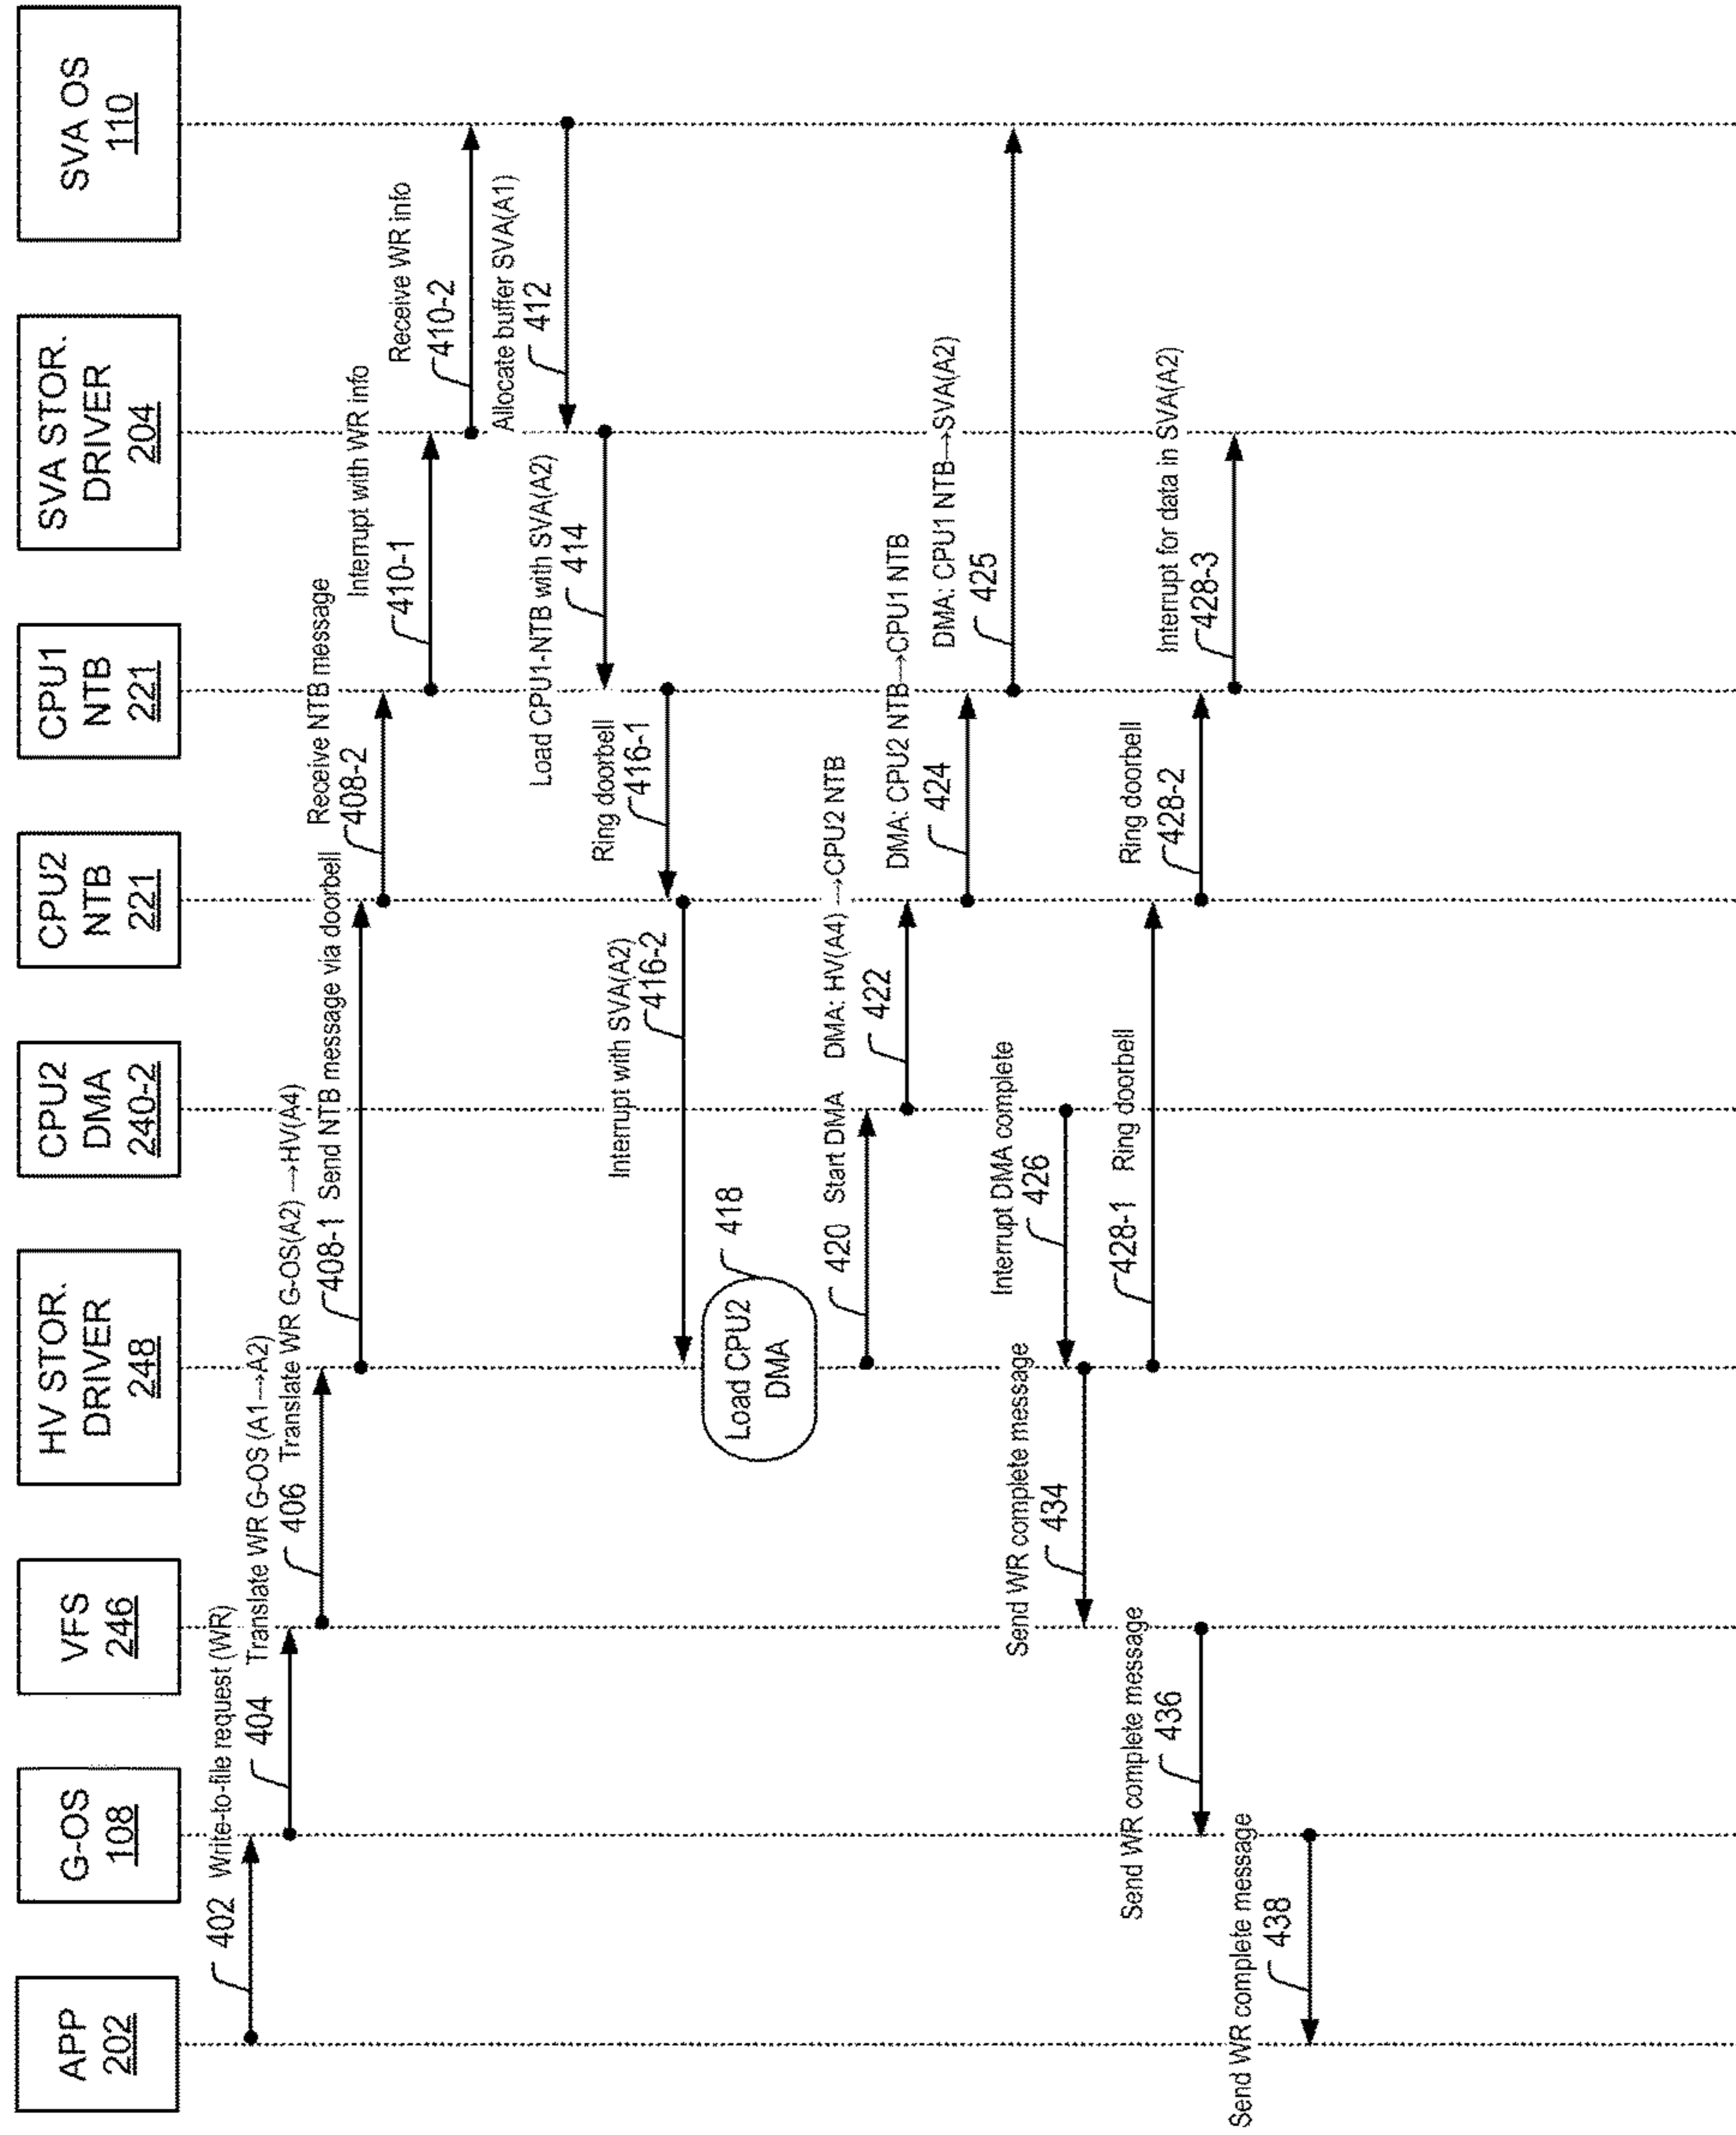 APP
202
G-OS
108
VFS
246
HV STOR.
DRIVER
248
CPU2
DMA
240-2
CPU2
NTB
221
CPU1
NTB
221
SVA STOR.
DRIVER
204
SVA OS
110
402 Write-to-file request (WR)
404 Translate WR G-OS (A1→A2)
406 Translate WR G-OS(A2)→HV(A4)
408-1 Send NTB message via doorbell
Receive NTB message
408-2
Interrupt with WR info
410-1
Receive WR info
410-2
Allocate buffer SVA(A1)
412
Load CPU1-NTB with SVA(A2)
414
Ring doorbell
416-1
Interrupt with SVA(A2)
416-2
Load CPU2
DMA
418
420 Start DMA
DMA: HV(A4)→CPU2 NTB
422
DMA: CPU2 NTB→CPU1 NTB
424
DMA: CPU1 NTB→SVA(A2)
425
Interrupt DMA complete
426
Send WR complete message
434
428-1 Ring doorbell
Ring doorbell
428-2
Interrupt for data in SVA(A2)
428-3
Send WR complete message
436
Send WR complete message
438